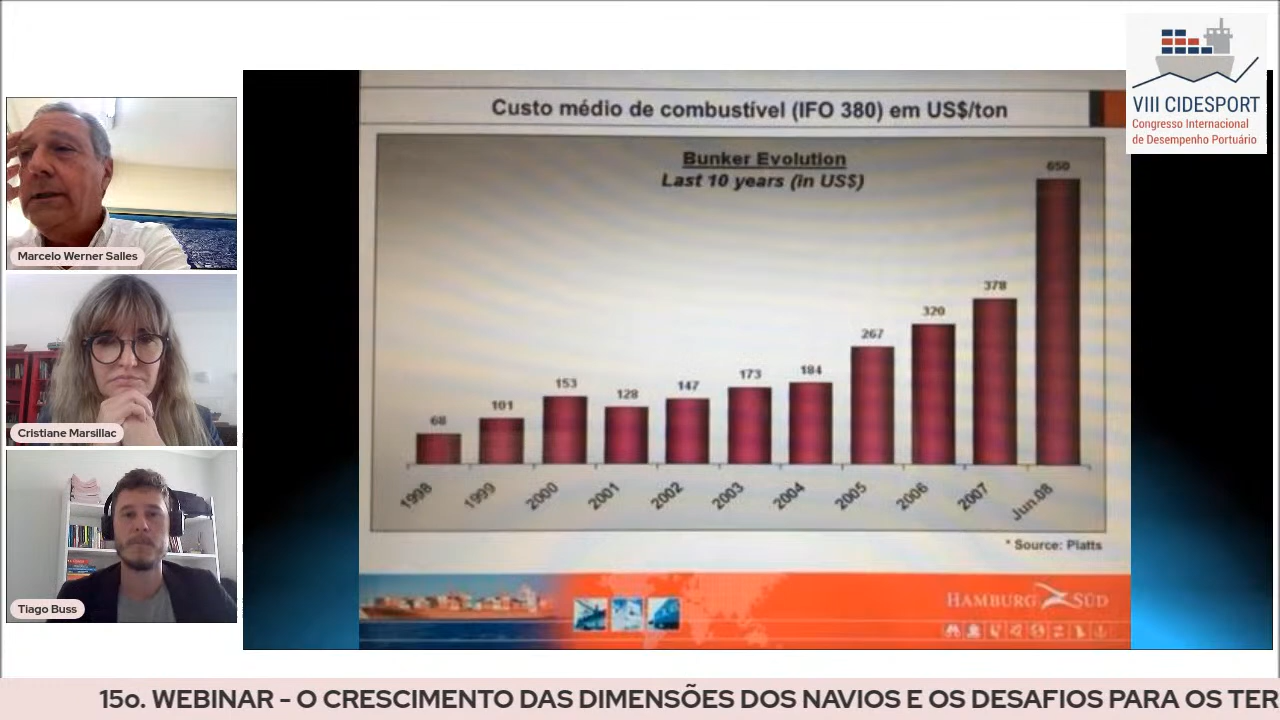 VIII CIDESPORT
Congresso Internacional
de Desempenho Portuário
Marcelo Werner Salles
Cristiane Marsillac
Tiago Buss
Custo médio de combustível (IFO 380) em US$/ton
Bunker Evolution
Last 10 years (in US$)
68
101
153
128
147
173
184
267
320
378
650
1998
1999
2000
2001
2002
2003
2004
2005
2006
2007
Jun.08
* Source: Platts
HAMBURG SÜD
15o. WEBINAR - O CRESCIMENTO DAS DIMENSÕES DOS NAVIOS E OS DESAFIOS PARA OS TER